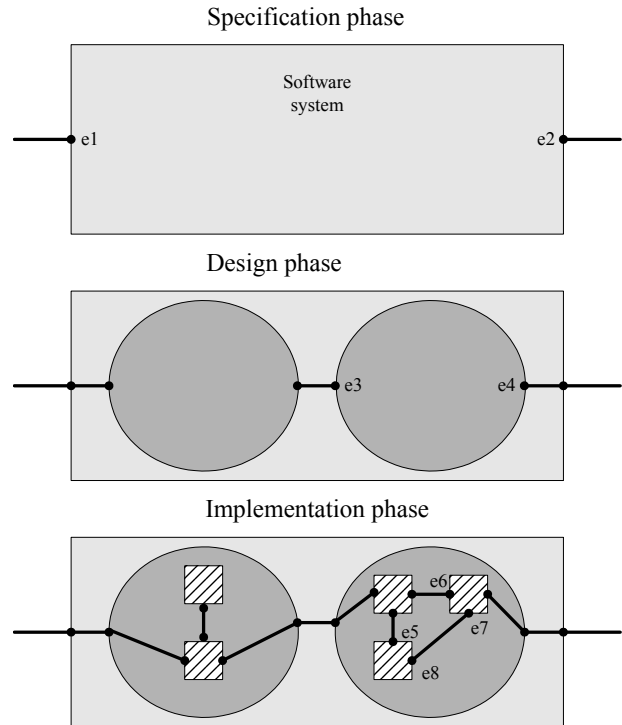 Specification phase
Software
system
e1
e2
Design phase
e3
e4
Implementation phase
e6
e5
e7
e8